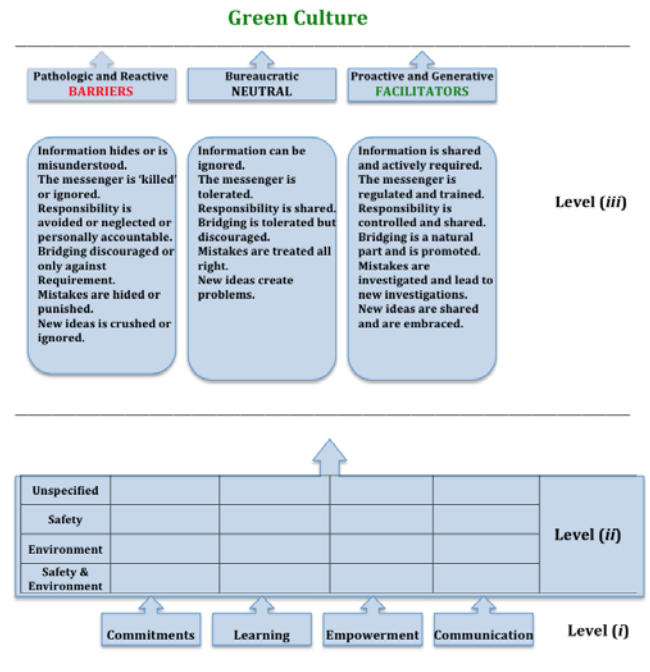 Green Culture
Pathologic and Reactive
BARRIERS
Bureaucratic
NEUTRAL
Proactive and Generative
FACILITATORS
Information hides or is
misunderstood.
The messenger is 'killed'
or ignored.
Responsibility is
avoided or neglected or
personally accountable.
Bridging discouraged or
only against
Requirement.
Mistakes are hided or
punished.
New ideas is crushed or
ignored.
Information can be
ignored.
The messenger is
tolerated.
Responsibility is shared.
Bridging is tolerated but
discouraged.
Mistakes are treated all
right.
New ideas create
problems.
Information is shared
and actively required.
The messenger is
regulated and trained.
Responsibility is
controlled and shared.
Bridging is a natural
part and is promoted.
Mistakes are
investigated and lead to
new investigations.
New ideas are shared
and are embraced.
Level (iii)
Unspecified
Safety
Environment
Safety &
Environment
Level (ii)
Commitments
Learning
Empowerment
Communication
Level (i)